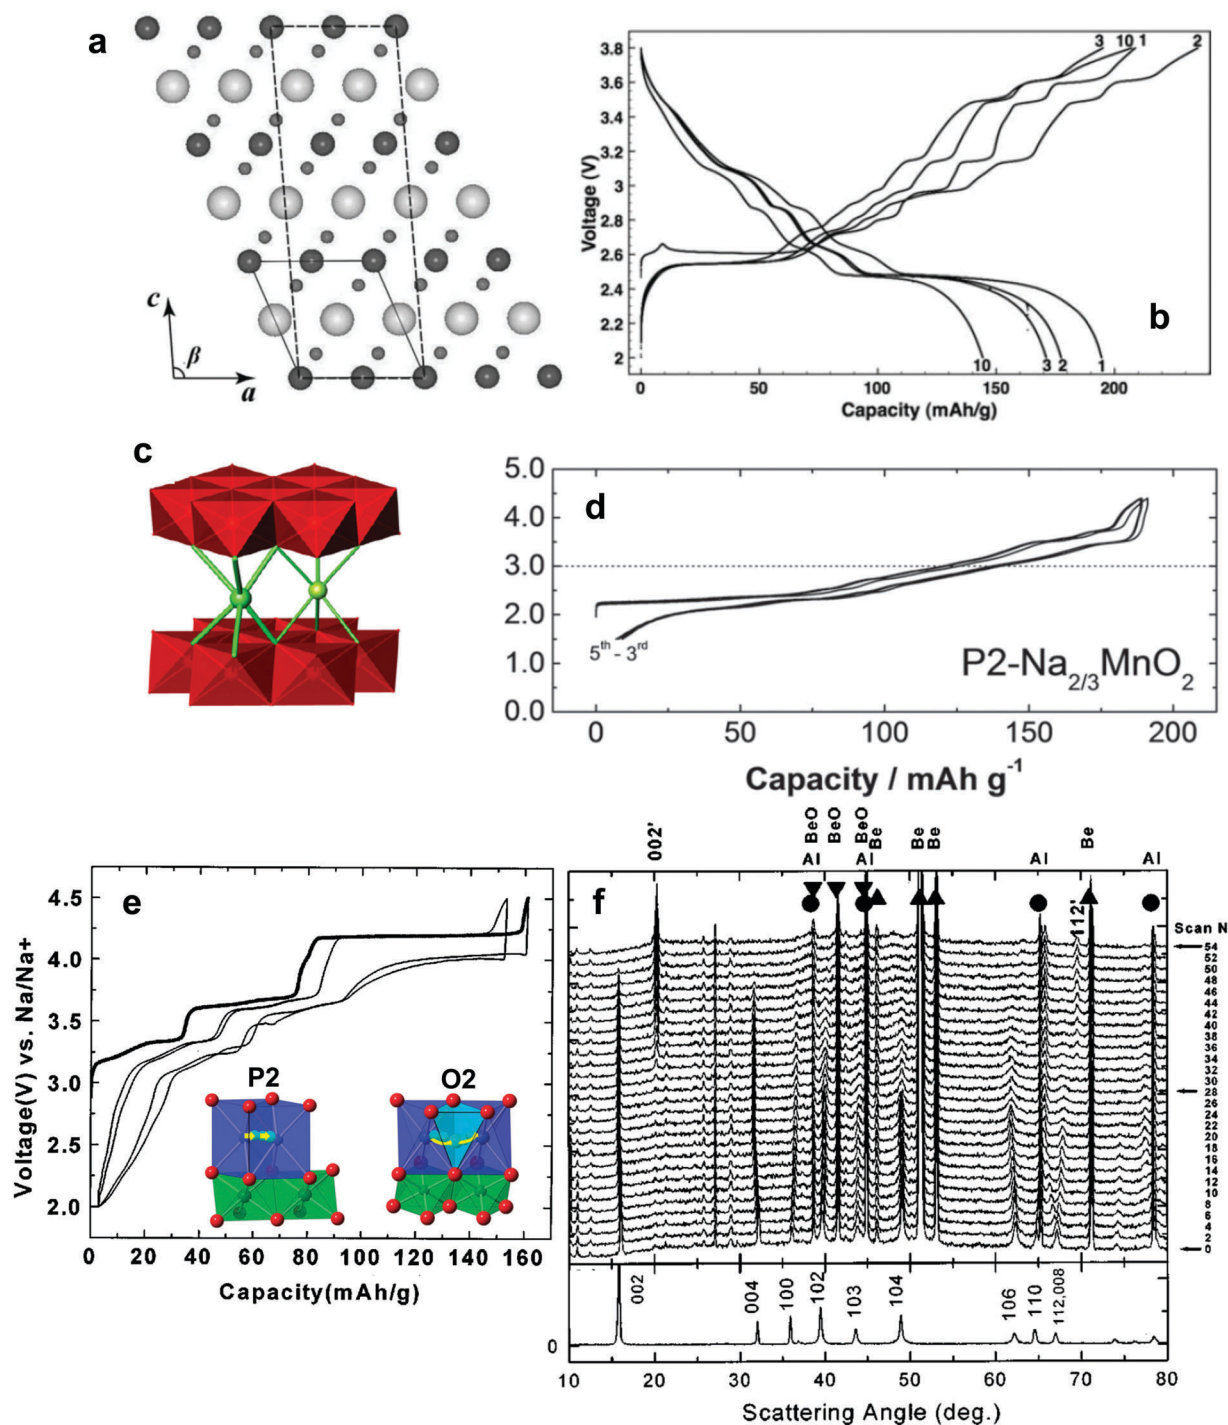 a
c
β
a
b
3.8
3.6
3.4
3.2
3
2.8
2.6
2.4
2.2
2
Voltage (V)
3 10 1 2
10 3 2 1
0 50 100 150 200
Capacity (mAh/g)
c
d
5.0
4.0
3.0
2.0
1.0
0.0
5th - 3rd
P2-Na2/3MnO2
0 50 100 150 200
Capacity / mAh g-1
e
4.5
4.0
3.5
3.0
2.5
2.0
Voltage(V) vs. Na/Na+
P2 O2
0 20 40 60 80 100 120 140 160
Capacity(mAh/g)
f
002'
Al BeO
BeO
Al BeO
Be
Be
Be
Al
Be
Al
112'
Scan N
54
52
50
48
46
44
42
40
38
36
34
32
30
28
26
24
22
20
18
16
14
12
10
8
6
4
2
0
002
004
100
102
103
104
106
110
112,008
0
10 20 30 40 50 60 70 80
Scattering Angle (deg.)